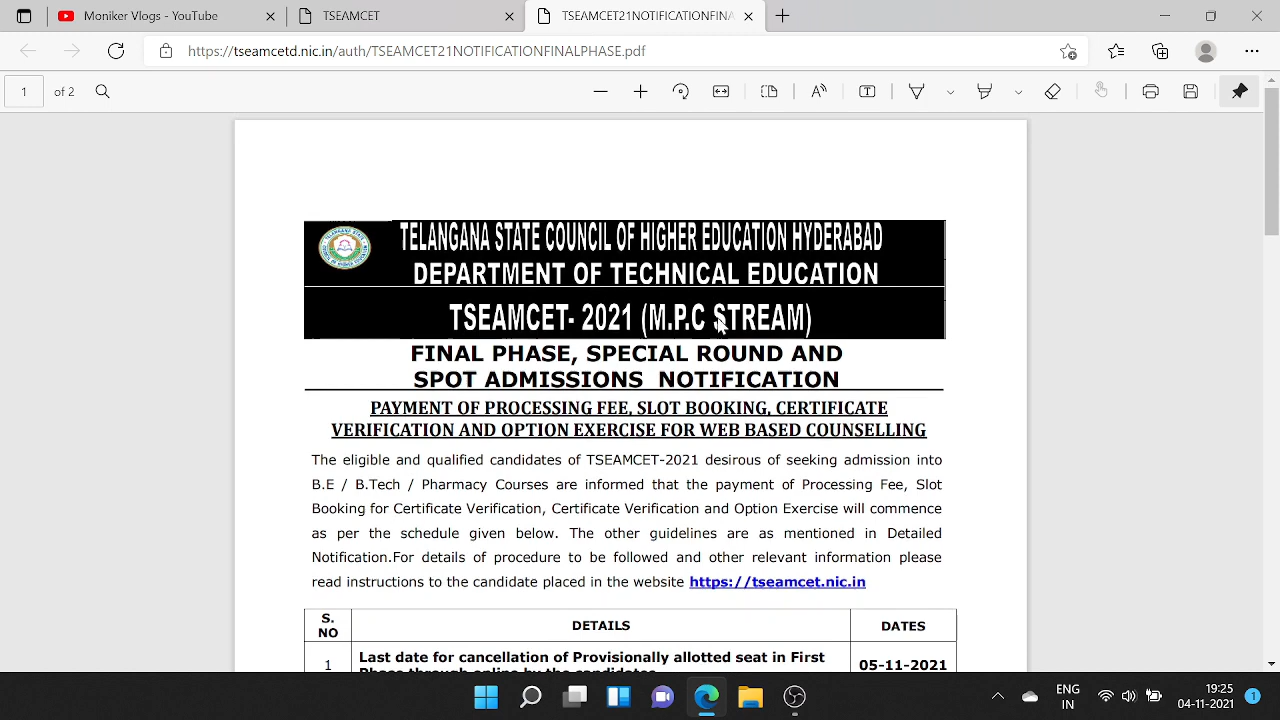 Moniker Vlogs - YouTube
TSEAMCET
TSEAMCET21NOTIFICATIONFINA
https://tseamcetd.nic.in/auth/TSEAMCET21NOTIFICATIONFINALPHASE.pdf
1 of 2
TELANGANA STATE COUNCIL OF HIGHER EDUCATION HYDERABAD
DEPARTMENT OF TECHNICAL EDUCATION
TSEAMCET- 2021 (M.P.C STREAM)
FINAL PHASE, SPECIAL ROUND AND
SPOT ADMISSIONS NOTIFICATION
PAYMENT OF PROCESSING FEE, SLOT BOOKING, CERTIFICATE
VERIFICATION AND OPTION EXERCISE FOR WEB BASED COUNSELLING
The eligible and qualified candidates of TSEAMCET-2021 desirous of seeking admission into
B.E / B.Tech / Pharmacy Courses are informed that the payment of Processing Fee, Slot
Booking for Certificate Verification, Certificate Verification and Option Exercise will commence
as per the schedule given below. The other guidelines are as mentioned in Detailed
Notification.For details of procedure to be followed and other relevant information please
read instructions to the candidate placed in the website https://tseamcet.nic.in
S. NO DETAILS DATES
1 Last date for cancellation of Provisionally allotted seat in First 05-11-2021
Phase through online by the candidates
ENG 19:25
IN 04-11-2021 1